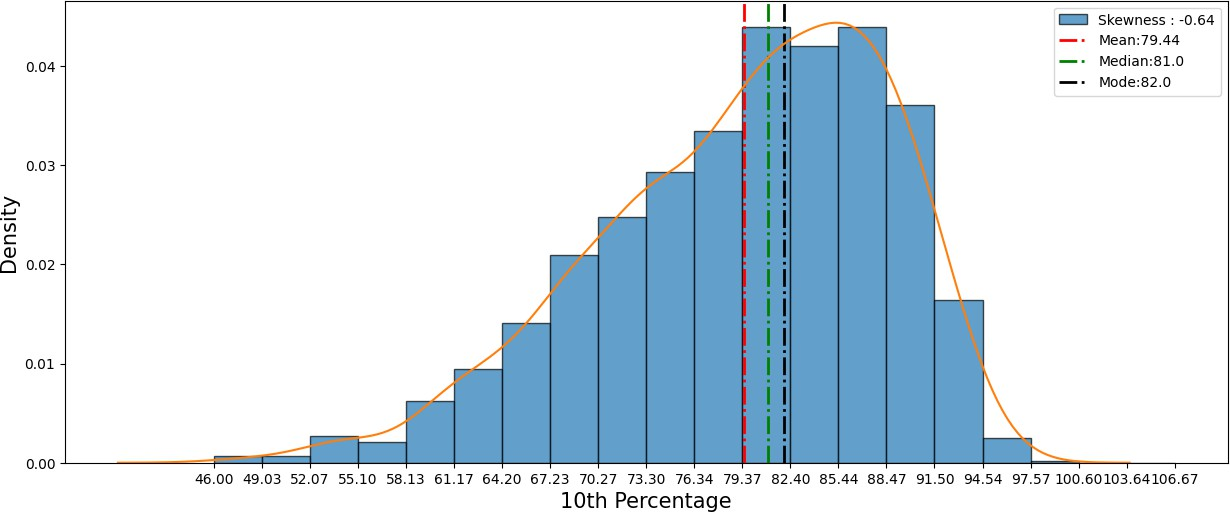 Skewness : -0.64
Mean:79.44
Median:81.0
Mode:82.0
Density
0.04
0.03
0.02
0.01
0.00
46.00 49.03 52.07 55.10 58.13 61.17 64.20 67.23 70.27 73.30 76.34 79.37 82.40 85.44 88.47 91.50 94.54 97.57 100.60 103.64 106.67
10th Percentage